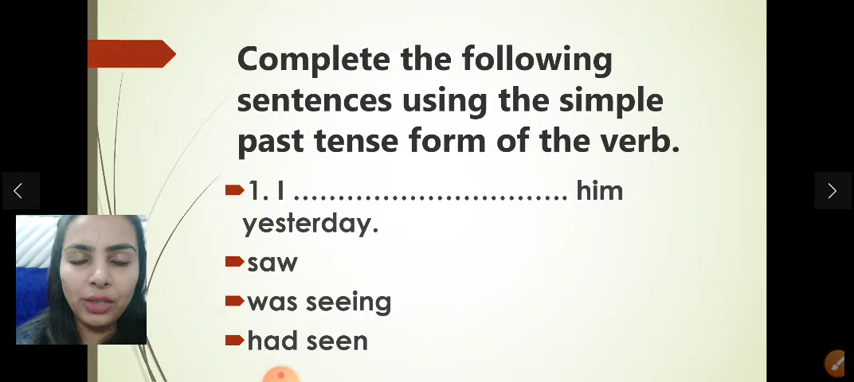 Complete the following
sentences using the simple
past tense form of the verb.
1. I ............................... him
yesterday.
saw
was seeing
had seen